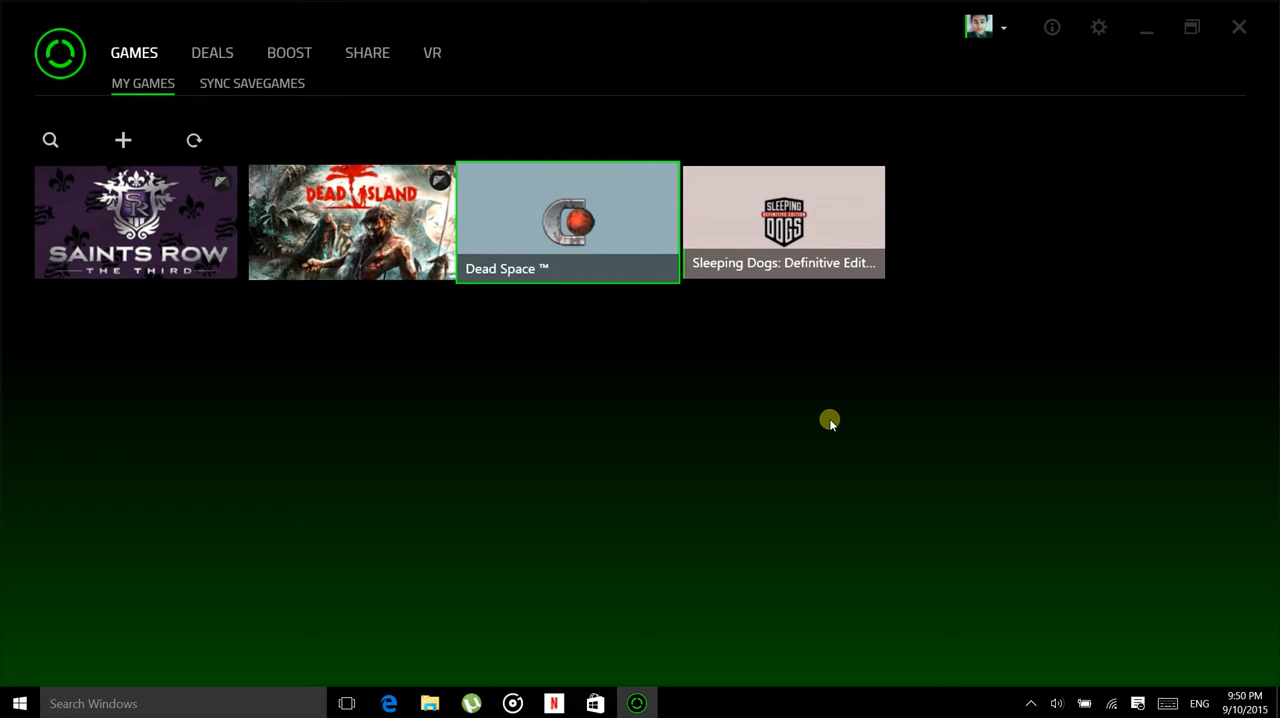 GAMES DEALS BOOST SHARE VR
MY GAMES SYNC SAVEGAMES
SR
SAINTS ROW
THE THIRD
DEAD ISLAND
Dead Space ™
SLEEPING
DEFINITIVE EDITION
DOGS
Sleeping Dogs: Definitive Edit...
Search Windows
N
ENG
9:50 PM
9/10/2015